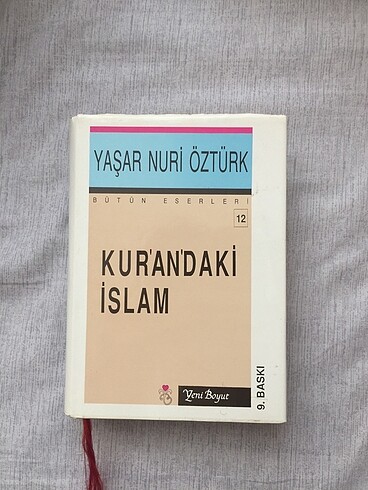 YAŞAR NURİ ÖZTÜRK
BÜTÜN ESERLERİ
12
KUR'AN'DAKİ
İSLAM
Yeni Boyut
9. BASKI